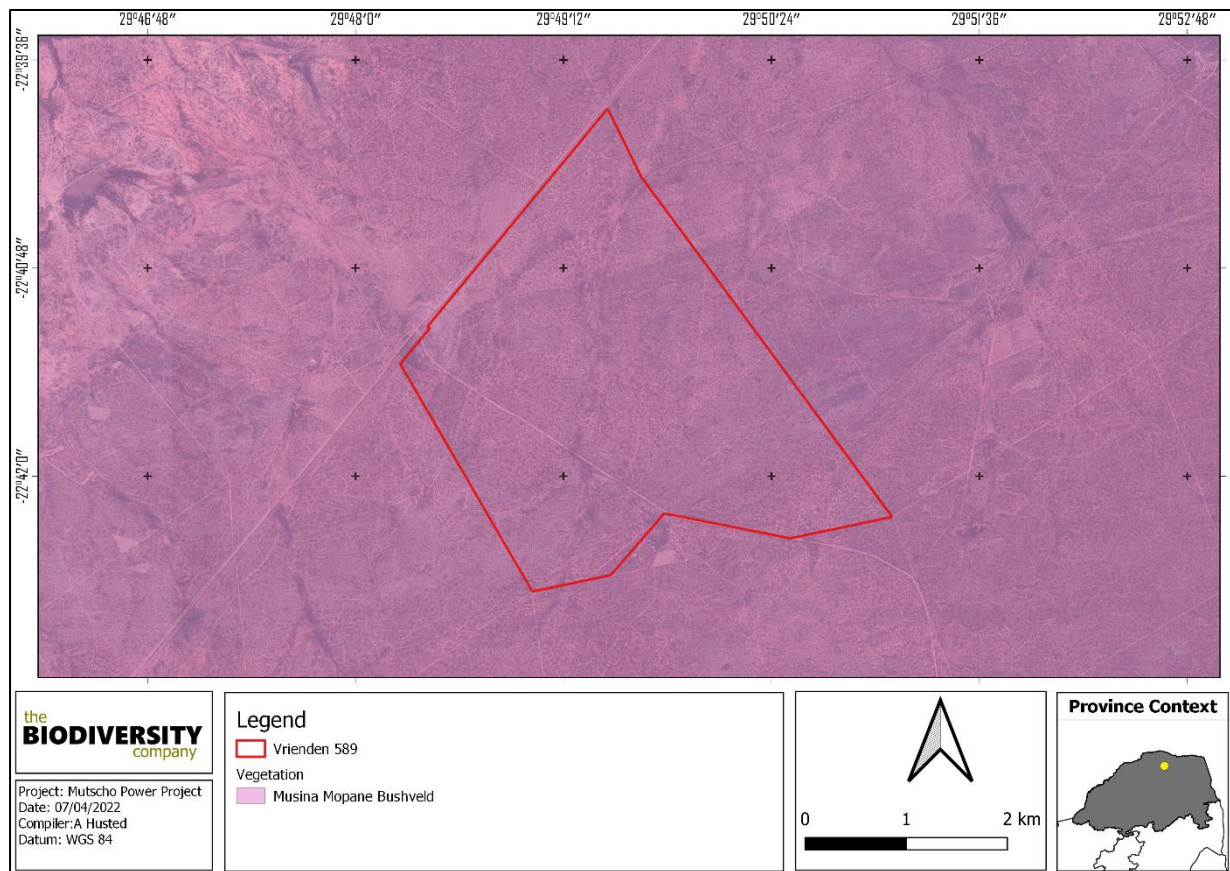 29°46'48" 29°48'0" 29°49'12" 29°50'24" 29°51'36" 29°52'48"
-22°39'36"
-22°40'48"
-22°42'0"
the
BIODIVERSITY
company
Project: Mutscho Power Project
Date: 07/04/2022
Compiler:A Husted
Datum: WGS 84
Legend
Vrienden 589
Vegetation
Musina Mopane Bushveld
0 1 2 km
Province Context